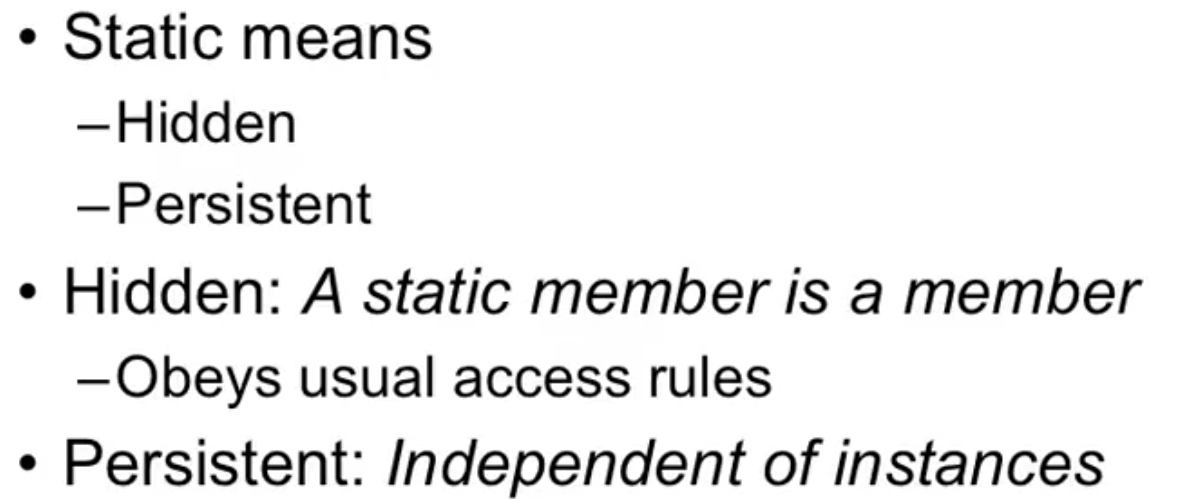 • Static means
–Hidden
–Persistent
• Hidden: A static member is a member
–Obeys usual access rules
• Persistent: Independent of instances